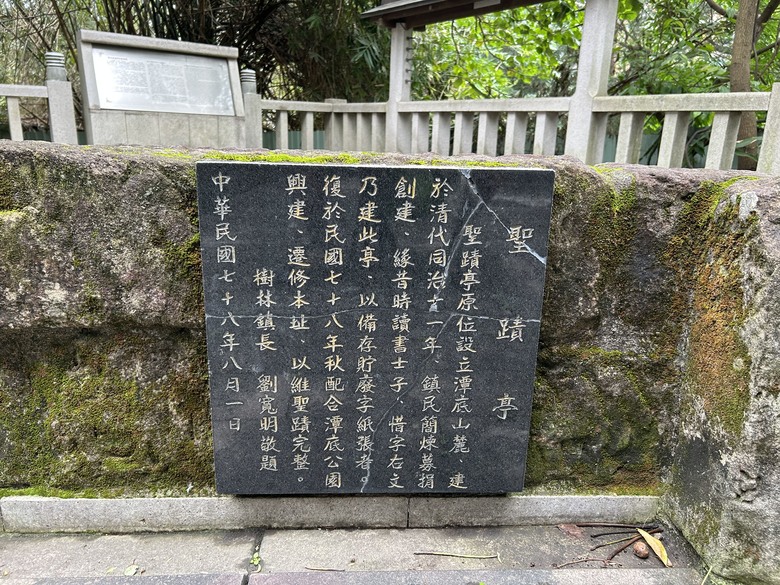 聖蹟亭
聖蹟亭原位設立潭底山麓、建
於清代同治十一年、鎮民簡煉募捐
創建、緣昔時讀書士子、惜字右文
乃建此亭、以備存貯廢字紙張者。
復於民國七十八年秋配合潭底公園
興建、遷修本址、以維聖蹟完整。
樹林鎮長 劉寬明敬題
中華民國七十八年八月一日